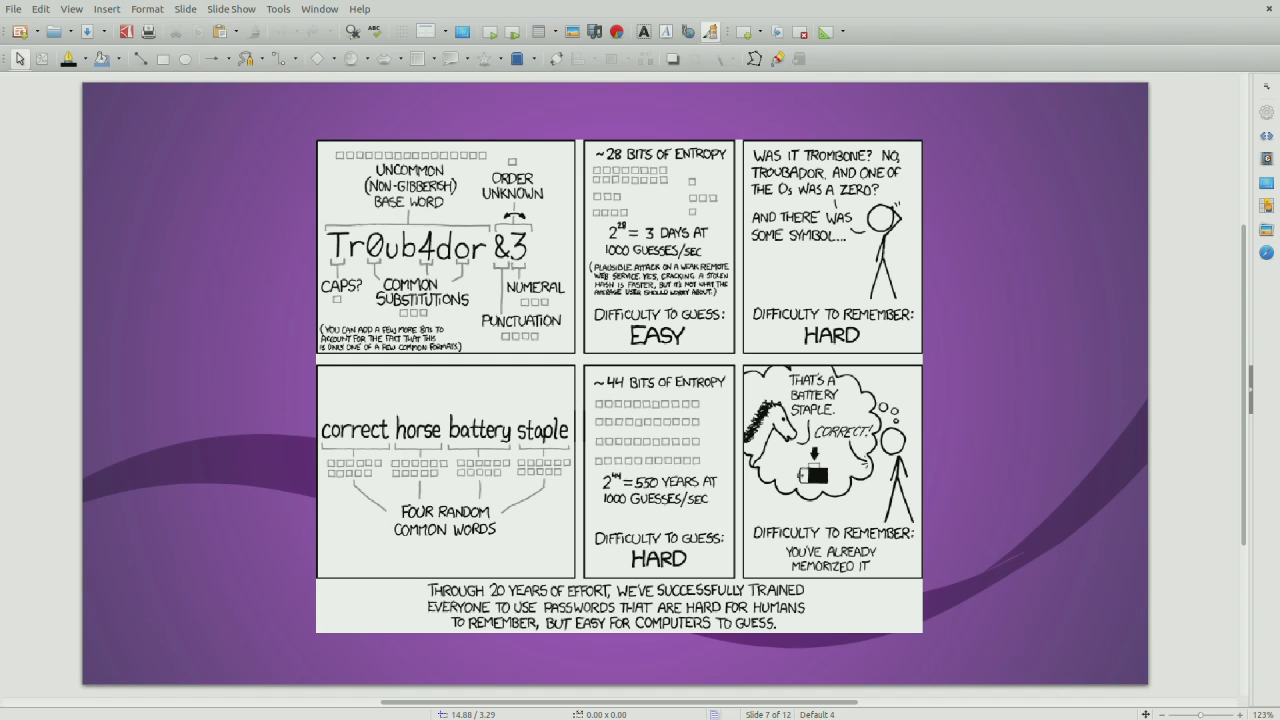 File Edit View Insert Format Slide Slide Show Tools Window Help
UNCOMMON
(NON-GIBBERISH)
BASE WORD
ORDER
UNKNOWN
Tr0ub4dor &3
CAPS?
COMMON
SUBSTITUTIONS
NUMERAL
PUNCTUATION
(YOU CAN ADD A FEW MORE BITS TO
ACCOUNT FOR THE FACT THAT THIS
IS ONLY ONE OF A FEW COMMON FORMATS.)
~28 BITS OF ENTROPY
2^28 = 3 DAYS AT
1000 GUESSES/SEC
(PLAUSIBLE ATTACK ON A WEAK REMOTE
WEB SERVICE. YES, CRACKING A STOLEN
HASH IS FASTER, BUT IT'S NOT WHAT THE
AVERAGE USER SHOULD WORRY ABOUT.)
DIFFICULTY TO GUESS:
EASY
WAS IT TROMBONE? NO,
TROUBADOR. AND ONE OF
THE Os WAS A ZERO?
AND THERE WAS
SOME SYMBOL...
DIFFICULTY TO REMEMBER:
HARD
correct horse battery staple
FOUR RANDOM
COMMON WORDS
~44 BITS OF ENTROPY
2^44 = 550 YEARS AT
1000 GUESSES/SEC
DIFFICULTY TO GUESS:
HARD
THAT'S A
BATTERY
STAPLE.
CORRECT!
DIFFICULTY TO REMEMBER:
YOU'VE ALREADY
MEMORIZED IT
THROUGH 20 YEARS OF EFFORT, WE'VE SUCCESSFULLY TRAINED
EVERYONE TO USE PASSWORDS THAT ARE HARD FOR HUMANS
TO REMEMBER, BUT EASY FOR COMPUTERS TO GUESS.
14.88 / 3.29 0.00 x 0.00 Slide 7 of 12 Default 4 123%